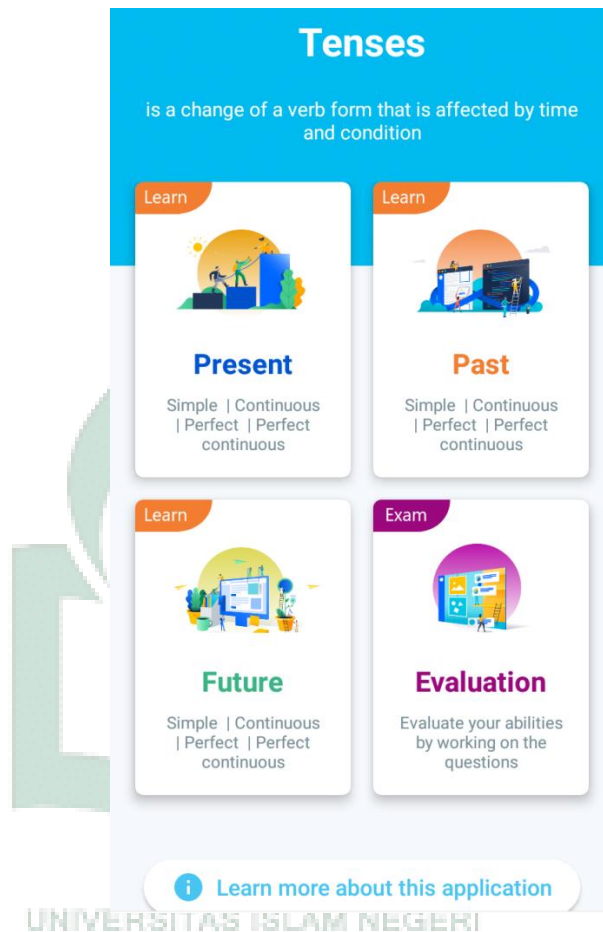 Tenses
is a change of a verb form that is affected by time
and condition
Learn
Present
Simple | Continuous
| Perfect | Perfect
continuous
Learn
Past
Simple | Continuous
| Perfect | Perfect
continuous
Learn
Future
Simple | Continuous
| Perfect | Perfect
continuous
Exam
Evaluation
Evaluate your abilities
by working on the
questions
Learn more about this application
UNIVERSITAS ISLAM NEGERI